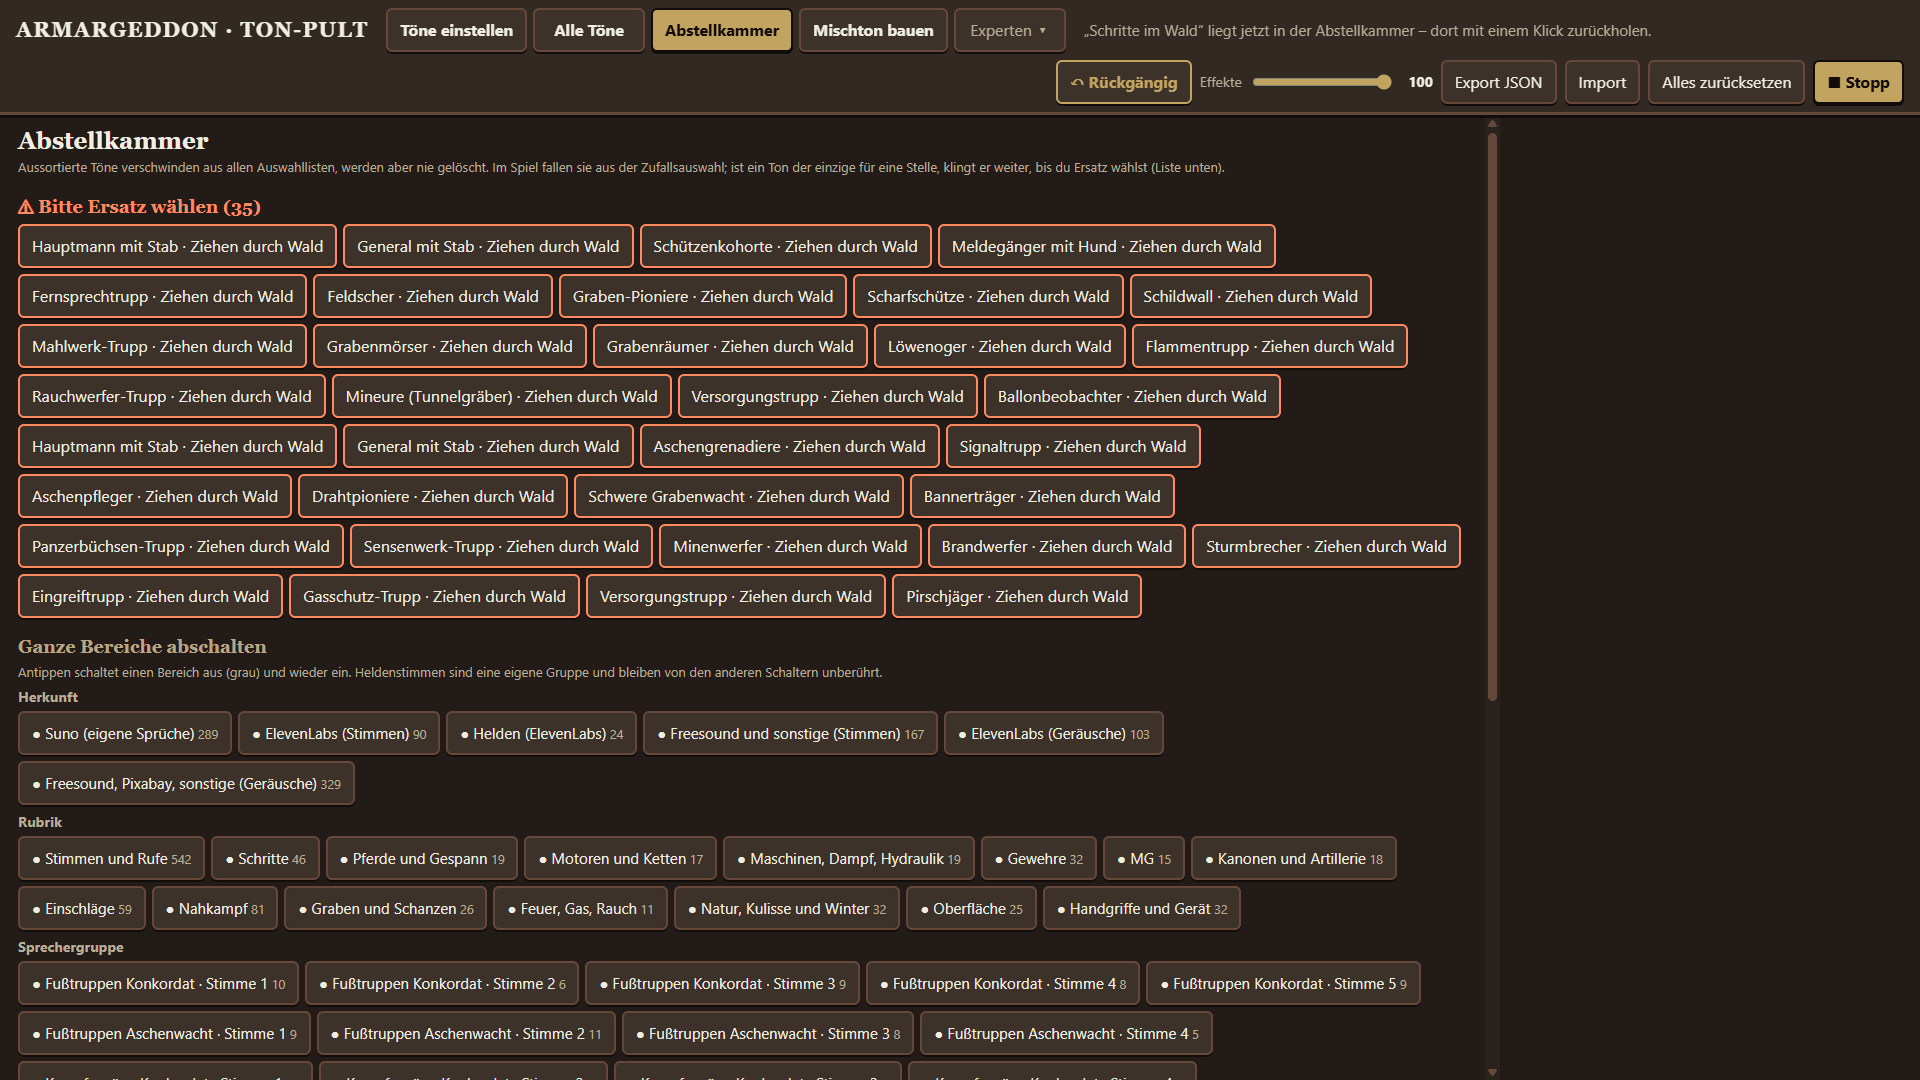 ARMARGEDDON · TON-PULT Töne einstellen Alle Töne Abstellkammer Mischton bauen Experten ▾ „Schritte im Wald“ liegt jetzt in der Abstellkammer – dort mit einem Klick zurückholen.
Rückgängig Effekte 100 Export JSON Import Alles zurücksetzen ■ Stopp
Abstellkammer
Aussortierte Töne verschwinden aus allen Auswahllisten, werden aber nie gelöscht. Im Spiel fallen sie aus der Zufallsauswahl; ist ein Ton der einzige für eine Stelle, klingt er weiter, bis du Ersatz wählst (Liste unten).
⚠ Bitte Ersatz wählen (35)
Hauptmann mit Stab · Ziehen durch Wald General mit Stab · Ziehen durch Wald Schützenkohorte · Ziehen durch Wald Meldegänger mit Hund · Ziehen durch Wald
Fernsprechtrupp · Ziehen durch Wald Feldscher · Ziehen durch Wald Graben-Pioniere · Ziehen durch Wald Scharfschütze · Ziehen durch Wald Schildwall · Ziehen durch Wald
Mahlwerk-Trupp · Ziehen durch Wald Grabenmörser · Ziehen durch Wald Grabenräumer · Ziehen durch Wald Löwenoger · Ziehen durch Wald Flammentrupp · Ziehen durch Wald
Rauchwerfer-Trupp · Ziehen durch Wald Mineure (Tunnelgräber) · Ziehen durch Wald Versorgungstrupp · Ziehen durch Wald Ballonbeobachter · Ziehen durch Wald
Hauptmann mit Stab · Ziehen durch Wald General mit Stab · Ziehen durch Wald Aschengrenadiere · Ziehen durch Wald Signaltrupp · Ziehen durch Wald
Aschenpfleger · Ziehen durch Wald Drahtpioniere · Ziehen durch Wald Schwere Grabenwacht · Ziehen durch Wald Bannerträger · Ziehen durch Wald
Panzerbüchsen-Trupp · Ziehen durch Wald Sensenwerk-Trupp · Ziehen durch Wald Minenwerfer · Ziehen durch Wald Brandwerfer · Ziehen durch Wald Sturmbrecher · Ziehen durch Wald
Eingreiftrupp · Ziehen durch Wald Gasschutz-Trupp · Ziehen durch Wald Versorgungstrupp · Ziehen durch Wald Pirschjäger · Ziehen durch Wald
Ganze Bereiche abschalten
Antippen schaltet einen Bereich aus (grau) und wieder ein. Heldenstimmen sind eine eigene Gruppe und bleiben von den anderen Schaltern unberührt.
Herkunft
● Suno (eigene Sprüche) 289 ● ElevenLabs (Stimmen) 90 ● Helden (ElevenLabs) 24 ● Freesound und sonstige (Stimmen) 167 ● ElevenLabs (Geräusche) 103
● Freesound, Pixabay, sonstige (Geräusche) 329
Rubrik
● Stimmen und Rufe 542 ● Schritte 46 ● Pferde und Gespann 19 ● Motoren und Ketten 17 ● Maschinen, Dampf, Hydraulik 19 ● Gewehre 32 ● MG 15 ● Kanonen und Artillerie 18
● Einschläge 59 ● Nahkampf 81 ● Graben und Schanzen 26 ● Feuer, Gas, Rauch 11 ● Natur, Kulisse und Winter 32 ● Oberfläche 25 ● Handgriffe und Gerät 32
Sprechergruppe
● Fußtruppen Konkordat · Stimme 1 10 ● Fußtruppen Konkordat · Stimme 2 6 ● Fußtruppen Konkordat · Stimme 3 9 ● Fußtruppen Konkordat · Stimme 4 8 ● Fußtruppen Konkordat · Stimme 5 9
● Fußtruppen Aschenwacht · Stimme 1 9 ● Fußtruppen Aschenwacht · Stimme 2 11 ● Fußtruppen Aschenwacht · Stimme 3 8 ● Fußtruppen Aschenwacht · Stimme 4 5